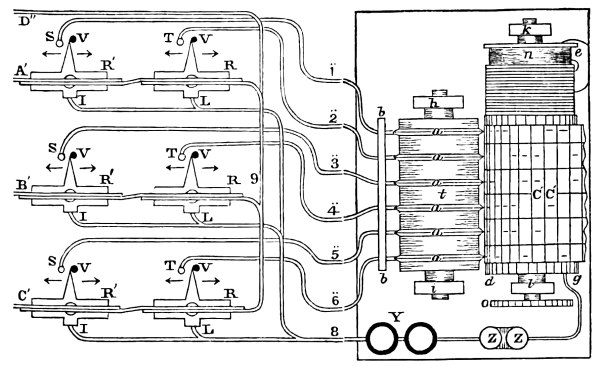 D"
S V T V
A' R' R
I L
S V T V
B' R' R 9
I L
S V T V
C' R' R
I L
1̈
2̈
3̈
4̈
5̈
6̈
8
Y
z z
b
b
h
a
a
a t
a
a
a
i
k
n e
C' C'
d l' g
o